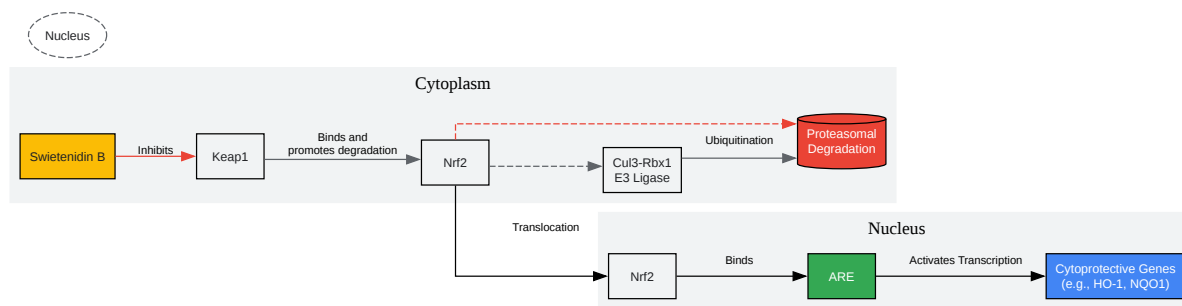 Nucleus
Cytoplasm
Swietenidin B
Inhibits
Keap1
Binds and
promotes degradation
Nrf2
Cul3-Rbx1
E3 Ligase
Ubiquitination
Proteasomal
Degradation
Translocation
Nucleus
Nrf2
Binds
ARE
Activates Transcription
Cytoprotective Genes
(e.g., HO-1, NQO1)